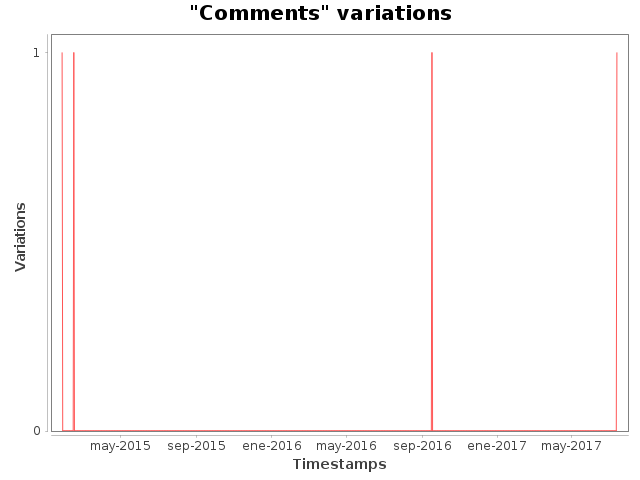 "Comments" variations
1
Variations
0
may-2015 sep-2015 ene-2016 may-2016 sep-2016 ene-2017 may-2017
Timestamps